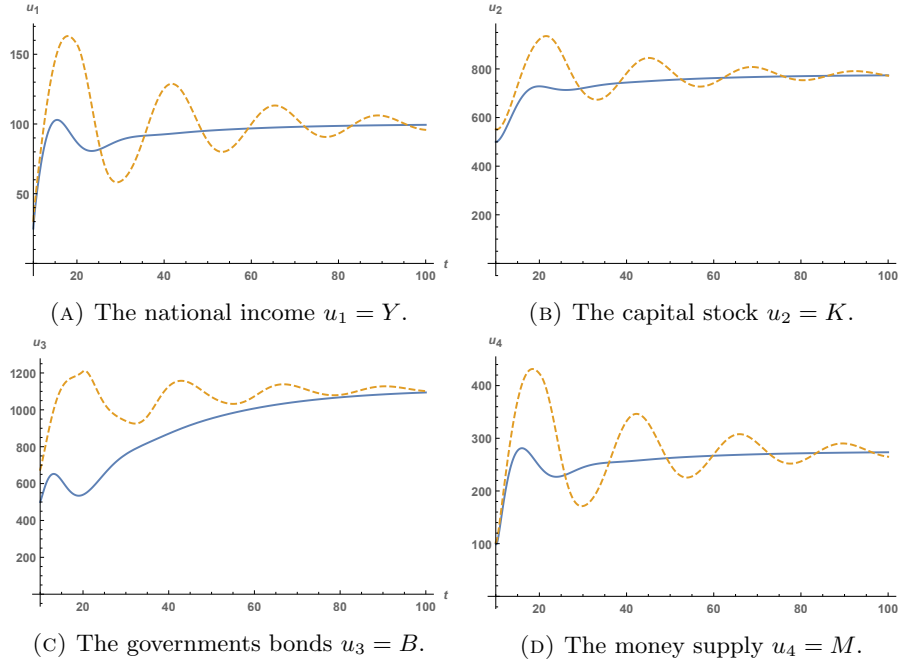 u1
150
100
50
20 40 60 80 100 t
(A) The national income u1 = Y.
u2
800
600
400
200
20 40 60 80 100
(B) The capital stock u2 = K.
u3
1200
1000
800
600
400
200
20 40 60 80 100 t
(C) The governments bonds u3 = B.
u4
400
300
200
100
20 40 60 80 100
(D) The money supply u4 = M.